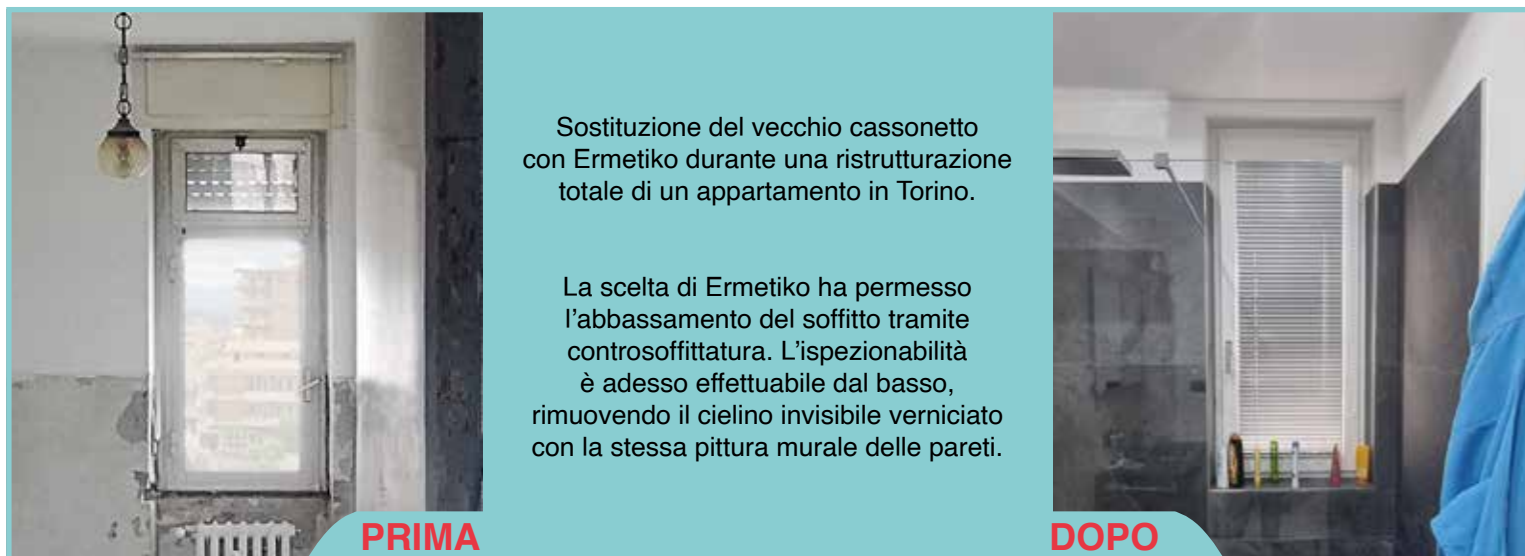 Sostituzione del vecchio cassonetto
con Ermetiko durante una ristrutturazione
totale di un appartamento in Torino.
La scelta di Ermetiko ha permesso
l'abbassamento del soffitto tramite
controsoffittatura. L'ispezionabilità
è adesso effettuabile dal basso,
rimuovendo il cielino invisibile verniciato
con la stessa pittura murale delle pareti.
PRIMA
DOPO